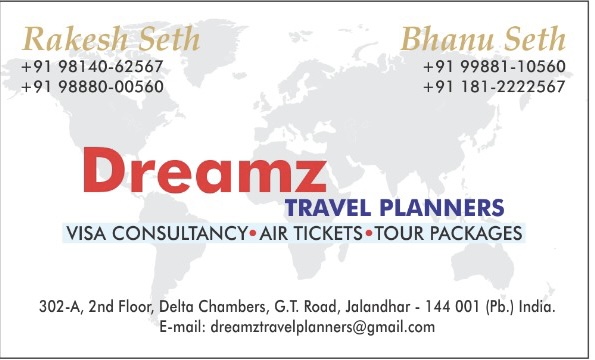 Rakesh Seth
+91 98140-62567
+91 98880-00560
Bhanu Seth
+91 99881-10560
+91 181-2222567
Dreamz
TRAVEL PLANNERS
VISA CONSULTANCY•AIR TICKETS•TOUR PACKAGES
302-A, 2nd Floor, Delta Chambers, G.T. Road, Jalandhar - 144 001 (Pb.) India.
E-mail: dreamztravelplanners@gmail.com